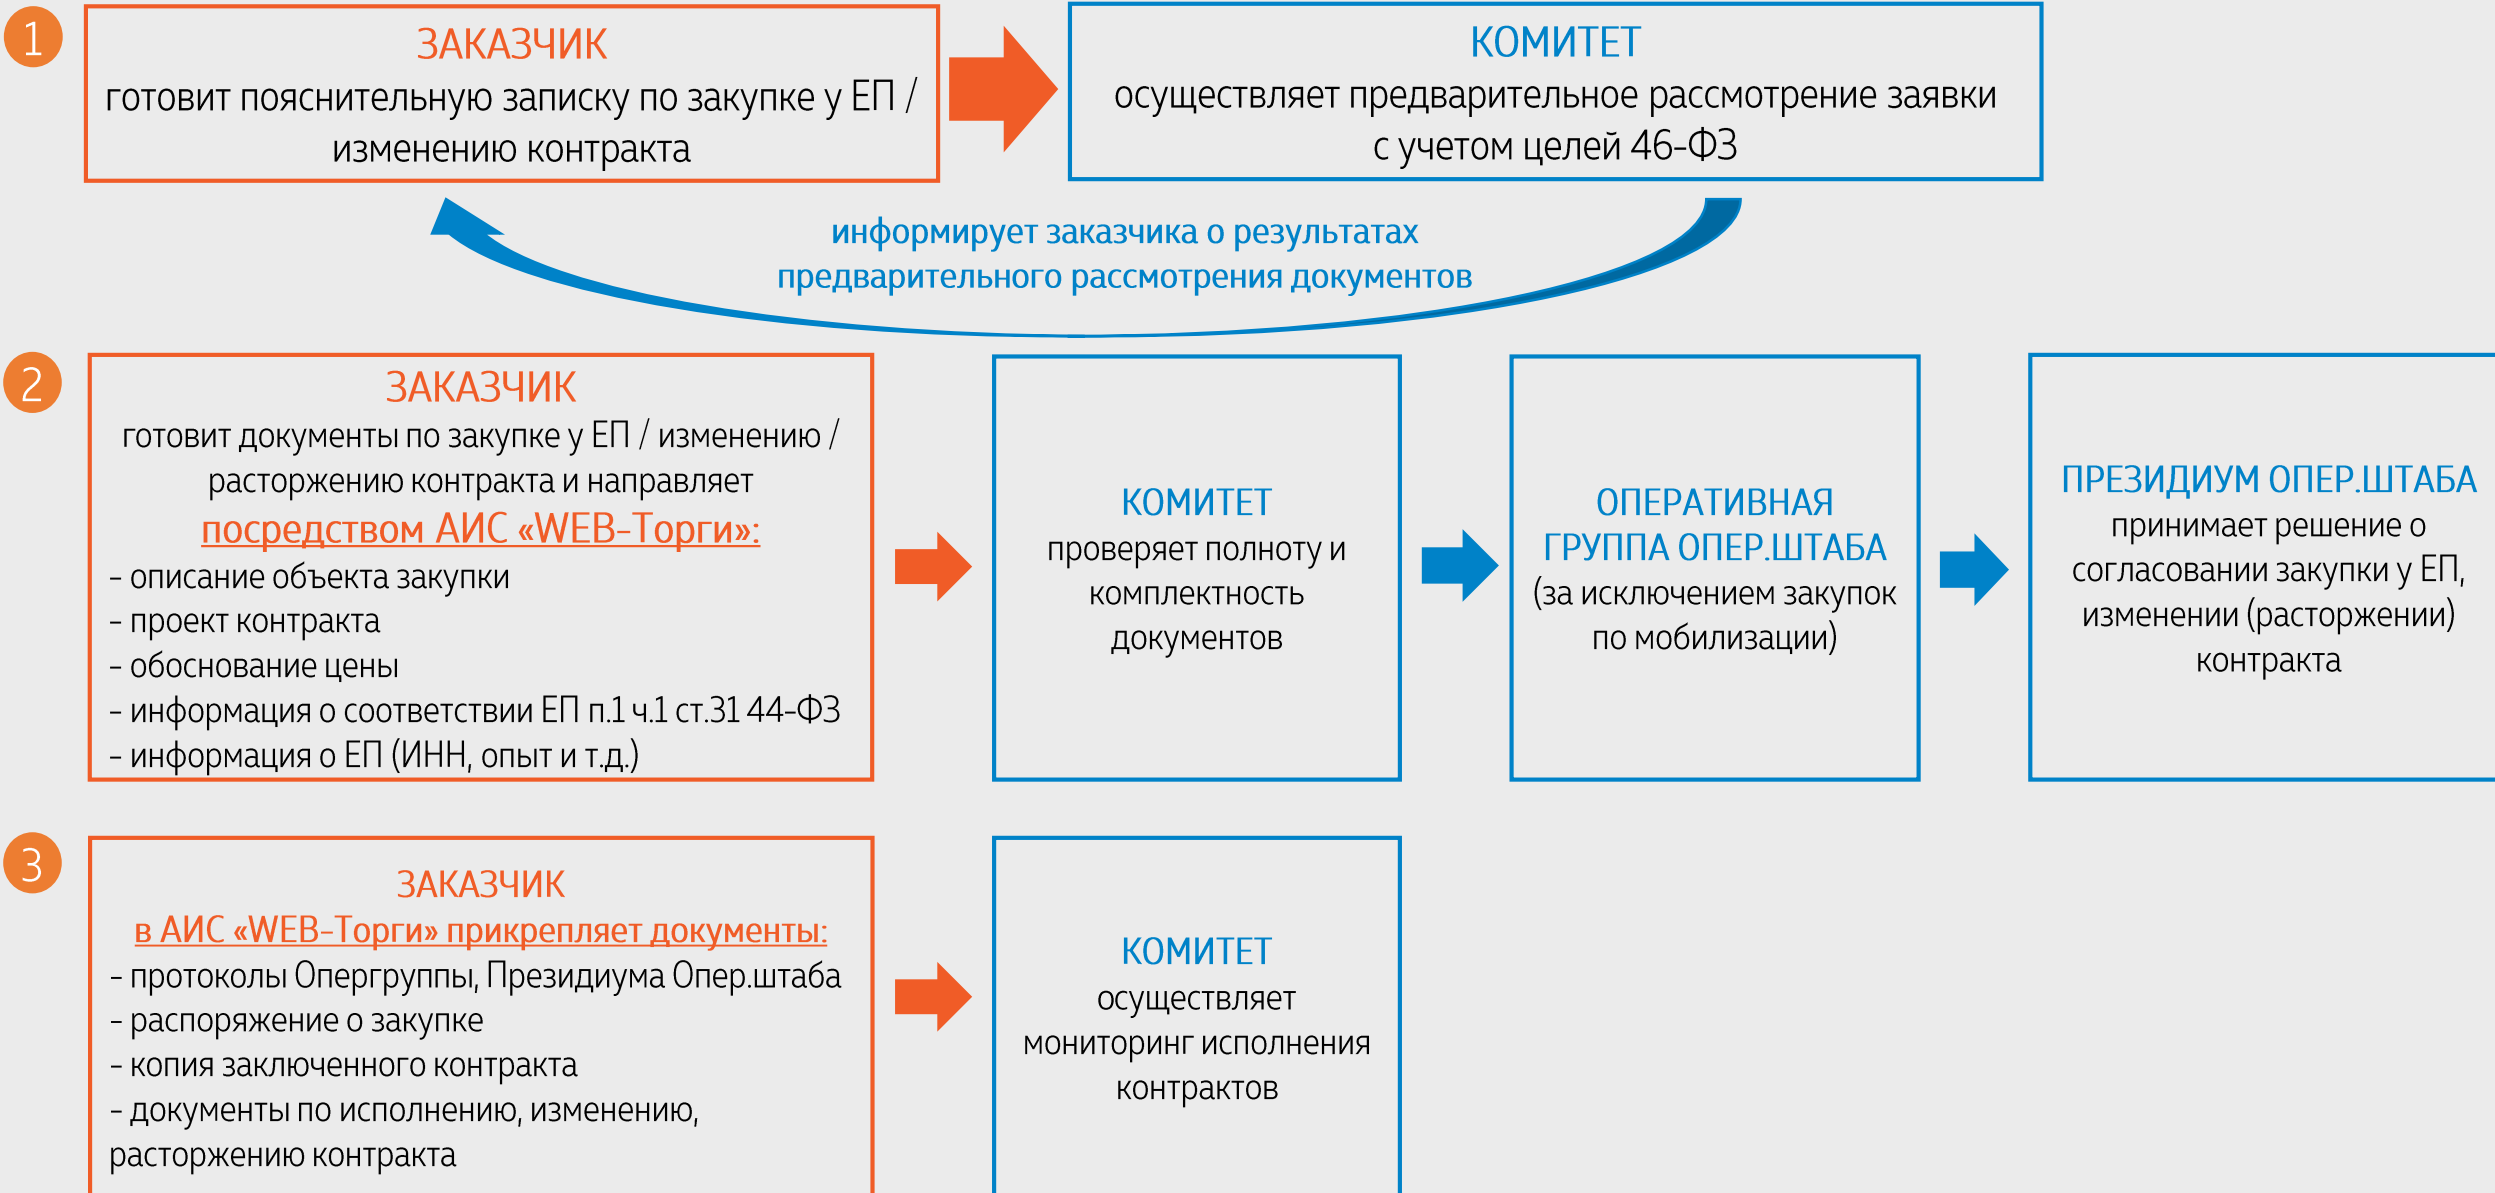 1
ЗАКАЗЧИК
готовит пояснительную записку по закупке у ЕП /
изменению контракта
КОМИТЕТ
осуществляет предварительное рассмотрение заявки
с учетом целей 46-ФЗ
информирует заказчика о результатах
предварительного рассмотрения документов
2
ЗАКАЗЧИК
готовит документы по закупке у ЕП / изменению /
расторжению контракта и направляет
посредством АИС «WEB-Торги»:
- описание объекта закупки
- проект контракта
- обоснование цены
- информация о соответствии ЕП п.1 ч.1 ст.31 44-ФЗ
- информация о ЕП (ИНН, опыт и т.д.)
КОМИТЕТ
проверяет полноту и
комплектность
документов
ОПЕРАТИВНАЯ
ГРУППА ОПЕР.ШТАБА
(за исключением закупок
по мобилизации)
ПРЕЗИДИУМ ОПЕР.ШТАБА
принимает решение о
согласовании закупки у ЕП,
изменении (расторжении)
контракта
3
ЗАКАЗЧИК
в АИС «WEB-Торги» прикрепляет документы:
- протоколы Опергруппы, Президиума Опер.штаба
- распоряжение о закупке
- копия заключенного контракта
- документы по исполнению, изменению,
расторжению контракта
КОМИТЕТ
осуществляет
мониторинг исполнения
контрактов